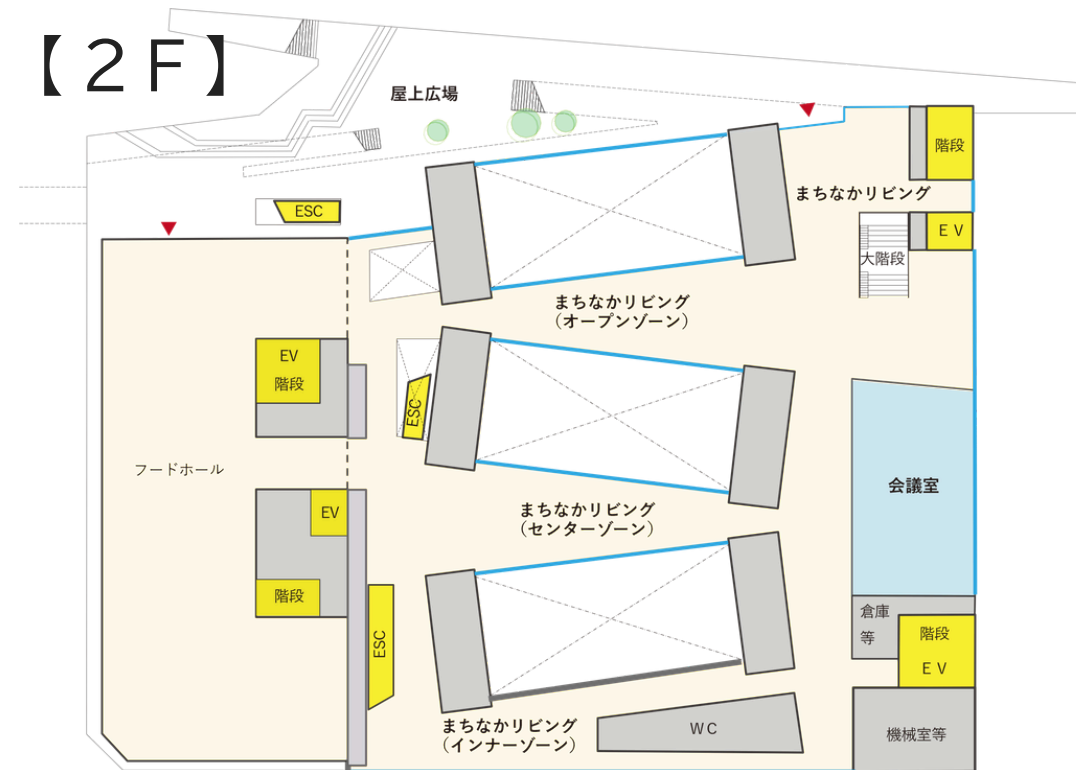 【２Ｆ】
屋上広場
階段
まちなかリビング
ESC
ＥＶ
大階段
まちなかリビング
（オープンゾーン）
EV
階段
ESC
フードホール
会議室
EV
まちなかリビング
（センターゾーン）
階段
倉庫
等
階段
ＥＶ
ESC
まちなかリビング
（インナーゾーン）
ＷＣ
機械室等